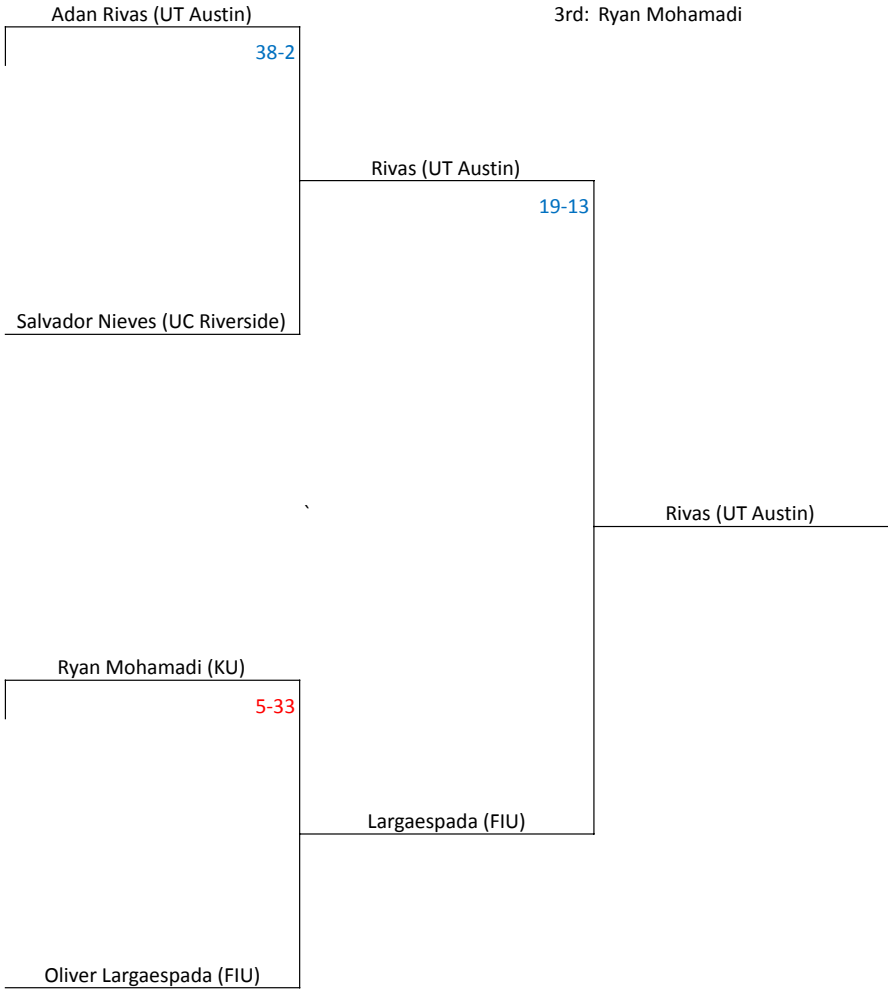 Adan Rivas (UT Austin)
3rd: Ryan Mohamadi
38-2
Rivas (UT Austin)
19-13
Salvador Nieves (UC Riverside)
`
Rivas (UT Austin)
Ryan Mohamadi (KU)
5-33
Largaespada (FIU)
Oliver Largaespada (FIU)